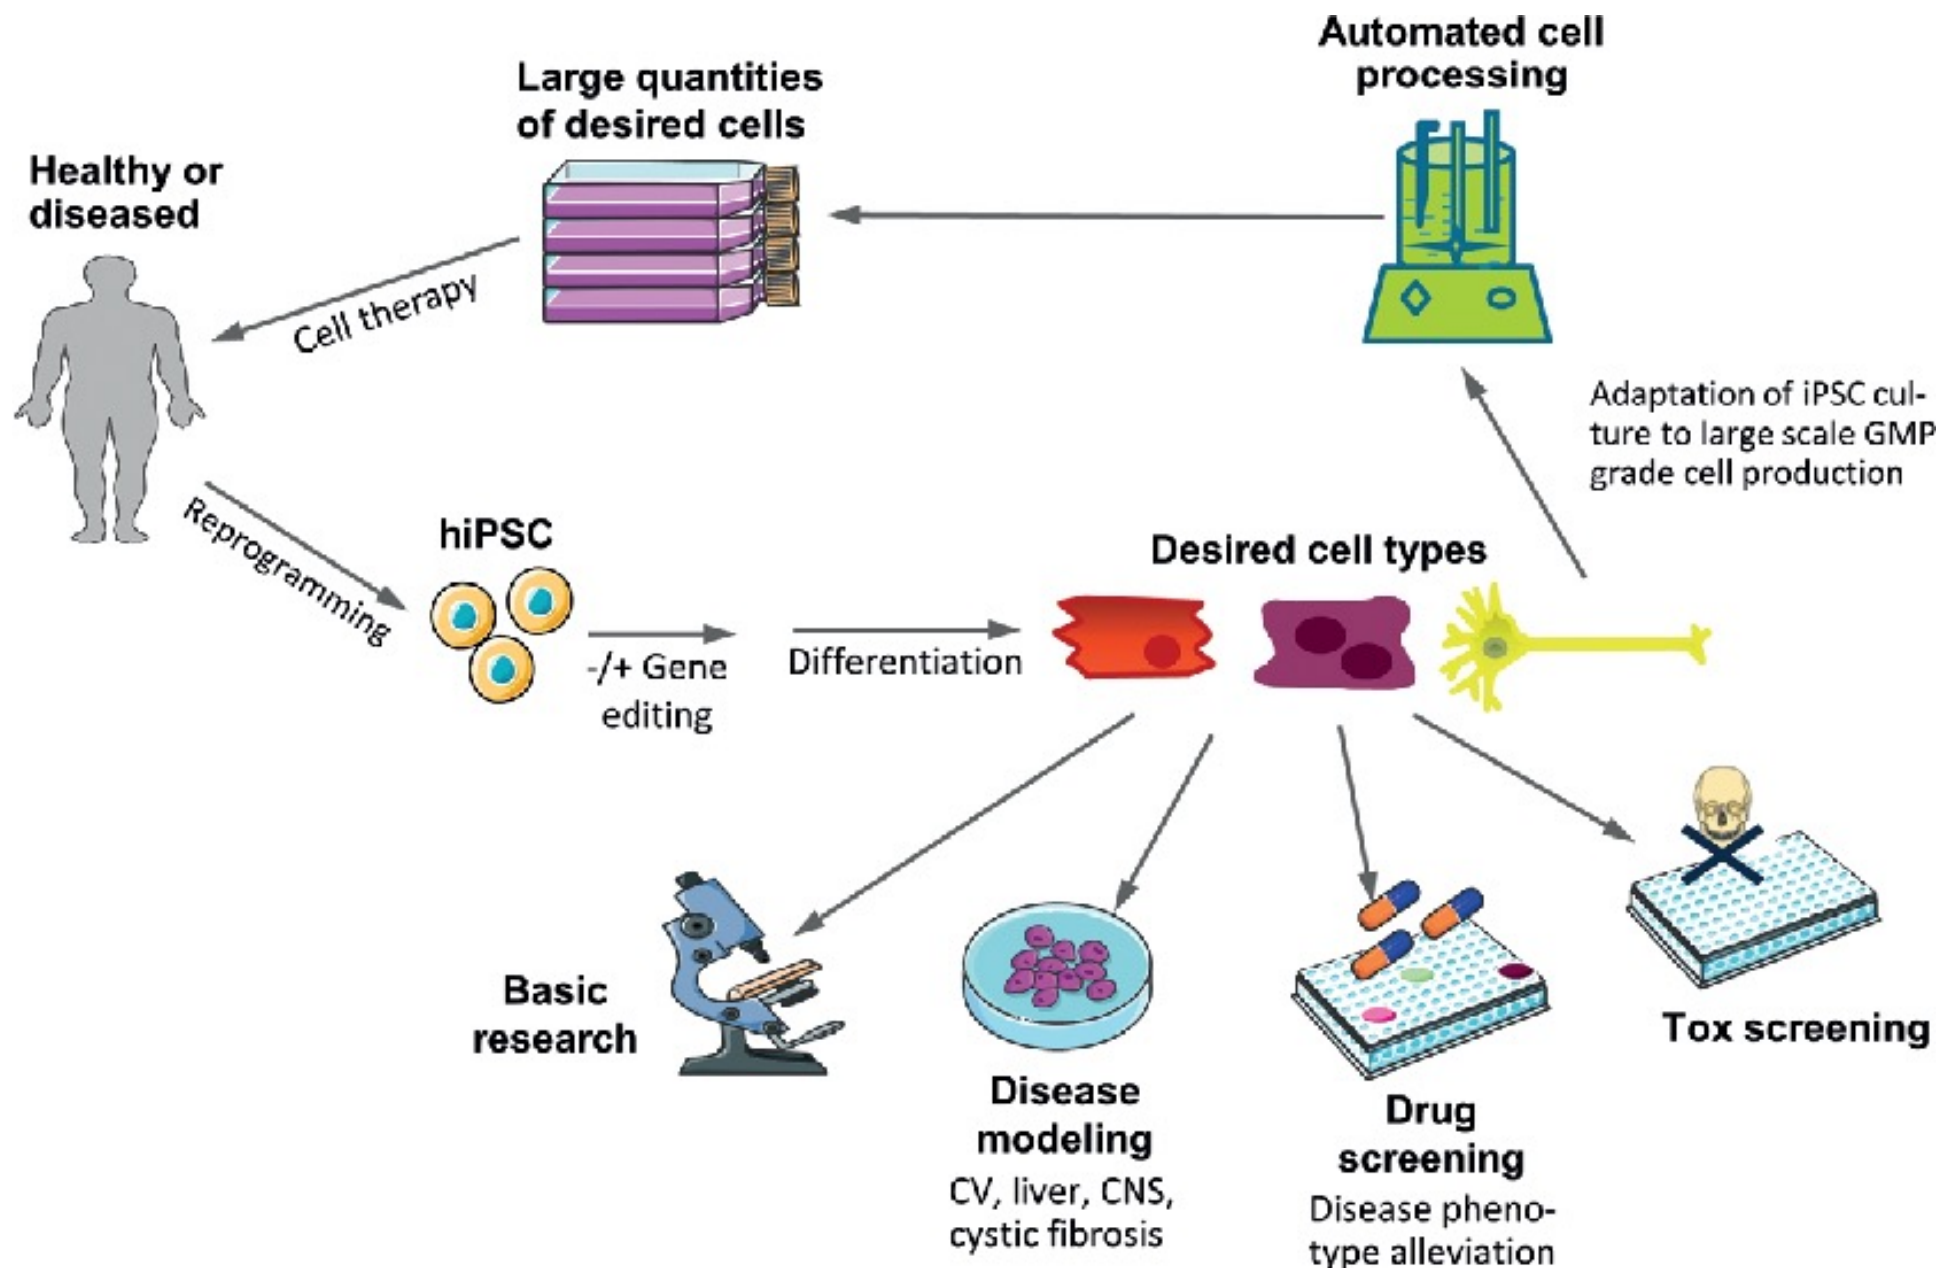 Automated cell
processing
Large quantities
of desired cells
Healthy or
diseased
Cell therapy
Adaptation of iPSC cul-
ture to large scale GMP
grade cell production
Reprogramming
hiPSC
-/+ Gene
editing
Differentiation
Desired cell types
Basic
research
Disease
modeling
CV, liver, CNS,
cystic fibrosis
Drug
screening
Disease pheno-
type alleviation
Tox screening